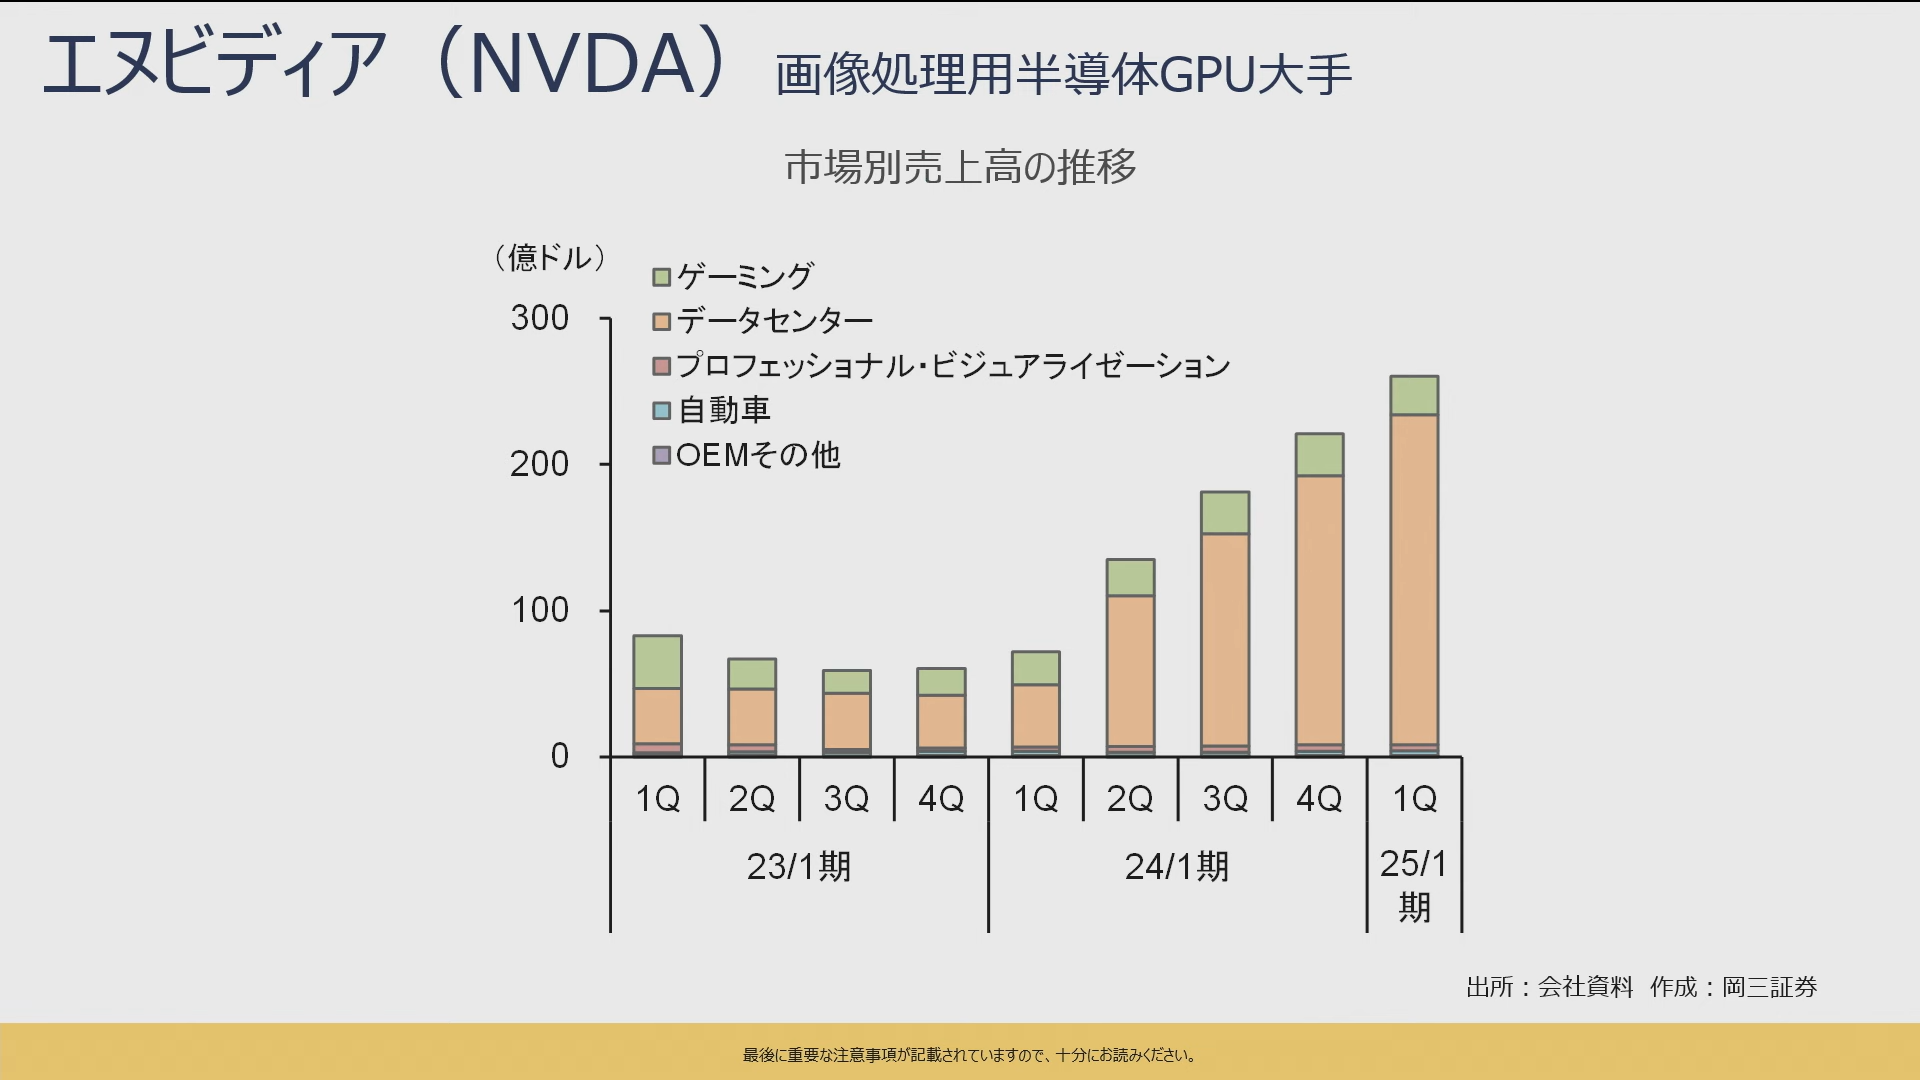 エヌビディア（NVDA）画像処理用半導体GPU大手
市場別売上高の推移
（億ドル）
ゲーミング
データセンター
プロフェッショナル・ビジュアライゼーション
自動車
OEMその他
300
200
100
0
1Q 2Q 3Q 4Q 1Q 2Q 3Q 4Q 1Q
23/1期 24/1期 25/1
期
出所：会社資料 作成：岡三証券
最後に重要な注意事項が記載されていますので、十分にお読みください。